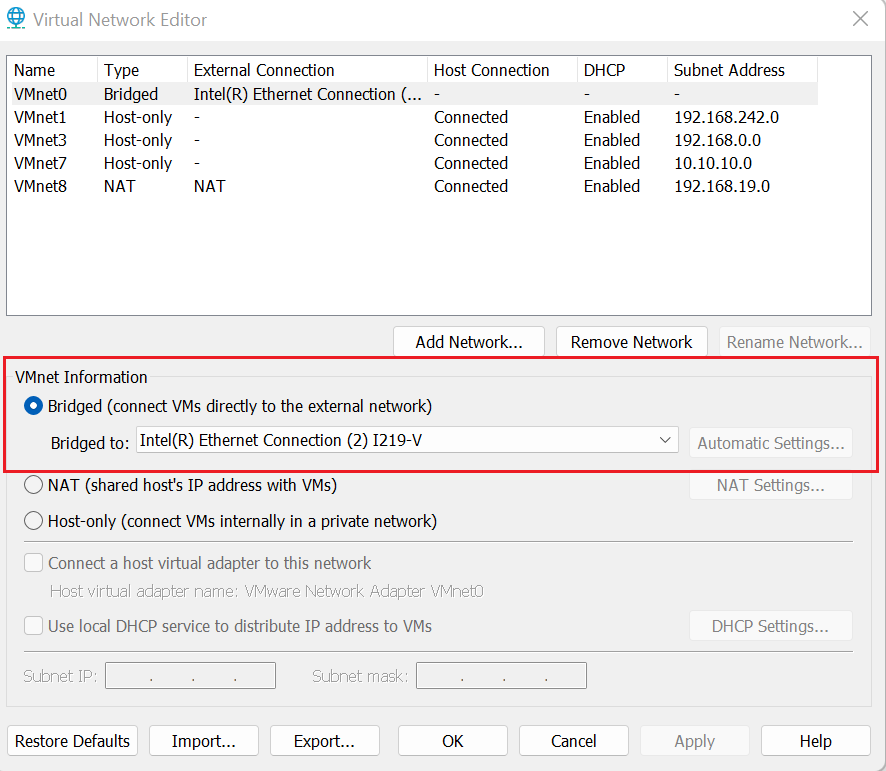 Virtual Network Editor
Name Type External Connection Host Connection DHCP Subnet Address
VMnet0 Bridged Intel(R) Ethernet Connection (... - - -
VMnet1 Host-only - Connected Enabled 192.168.242.0
VMnet3 Host-only - Connected Enabled 192.168.0.0
VMnet7 Host-only - Connected Enabled 10.10.10.0
VMnet8 NAT NAT Connected Enabled 192.168.19.0
Add Network... Remove Network Rename Network...
VMnet Information
Bridged (connect VMs directly to the external network)
Bridged to: Intel(R) Ethernet Connection (2) I219-V Automatic Settings...
NAT (shared host's IP address with VMs) NAT Settings...
Host-only (connect VMs internally in a private network)
Connect a host virtual adapter to this network
Host virtual adapter name: VMware Network Adapter VMnet0
Use local DHCP service to distribute IP address to VMs DHCP Settings...
Subnet IP: . . . Subnet mask: . . .
Restore Defaults Import... Export... OK Cancel Apply Help